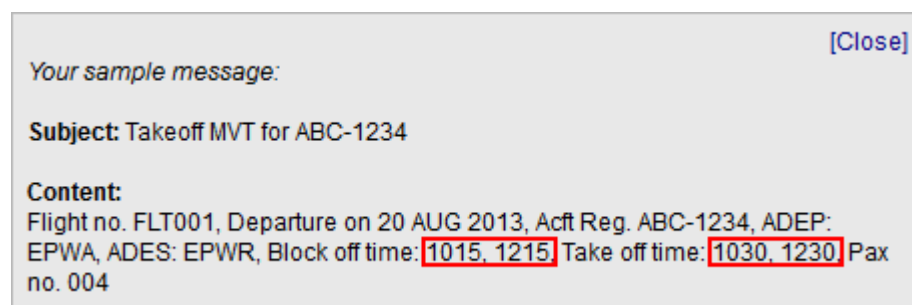 [Close]
Your sample message:
Subject: Takeoff MVT for ABC-1234
Content:
Flight no. FLT001, Departure on 20 AUG 2013, Acft Reg. ABC-1234, ADEP:
EPWA, ADES: EPWR, Block off time: 1015, 1215, Take off time: 1030, 1230, Pax
no. 004